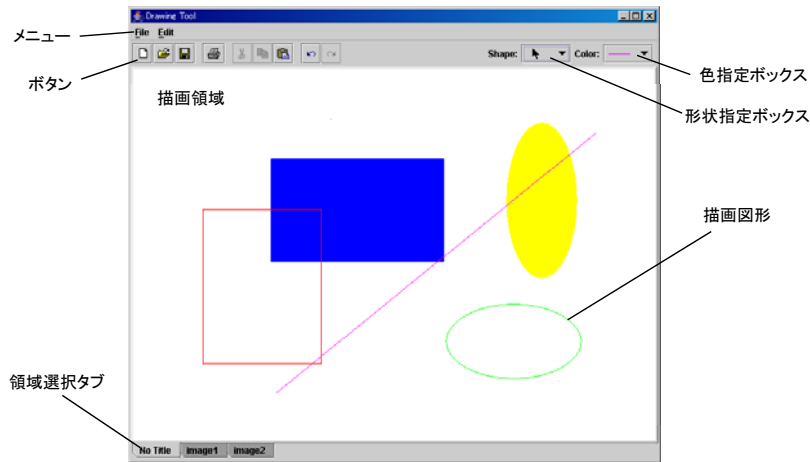 Drawing Tool
メニュー
File Edit
ボタン
Shape: Color:
色指定ボックス
形状指定ボックス
描画領域
描画図形
領域選択タブ
No Title image1 image2